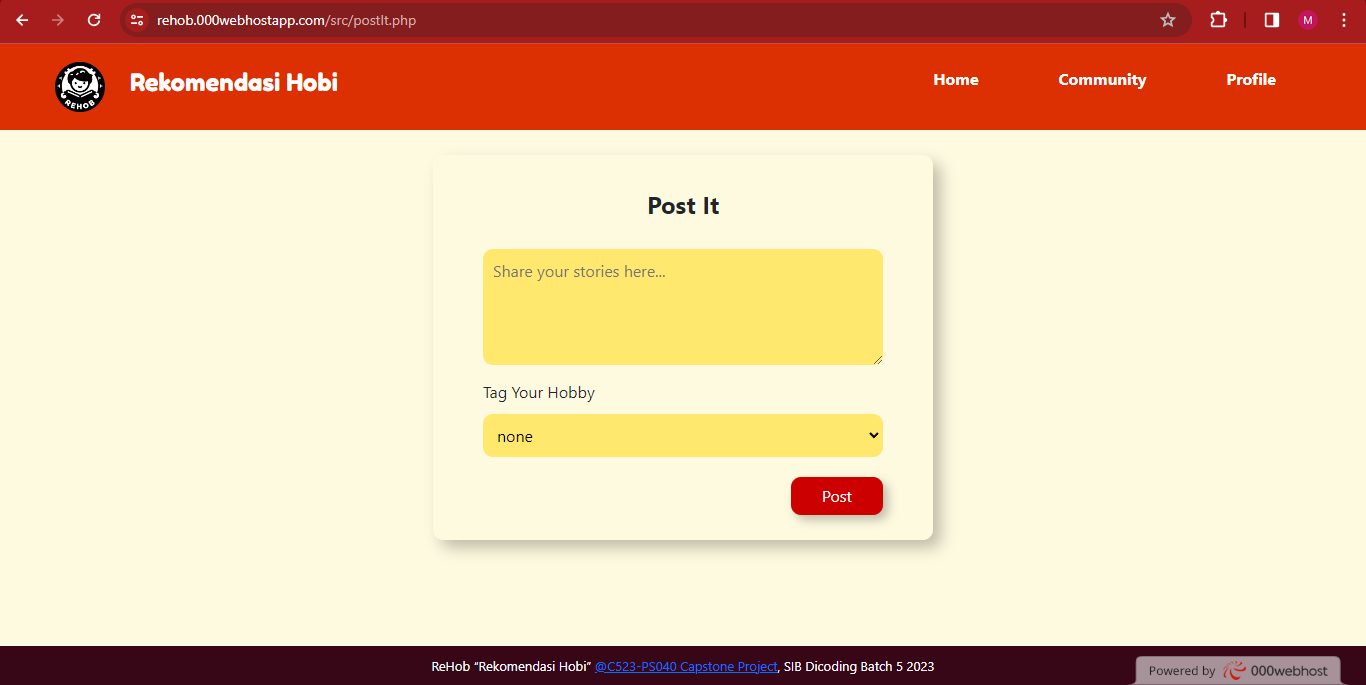 rehob.000webhostapp.com/src/postIt.php
M
REHOB
Rekomendasi Hobi
Home
Community
Profile
Post It
Share your stories here...
Tag Your Hobby
none
Post
ReHob “Rekomendasi Hobi” @C523-PS040 Capstone Project, SIB Dicoding Batch 5 2023
Powered by 000webhost